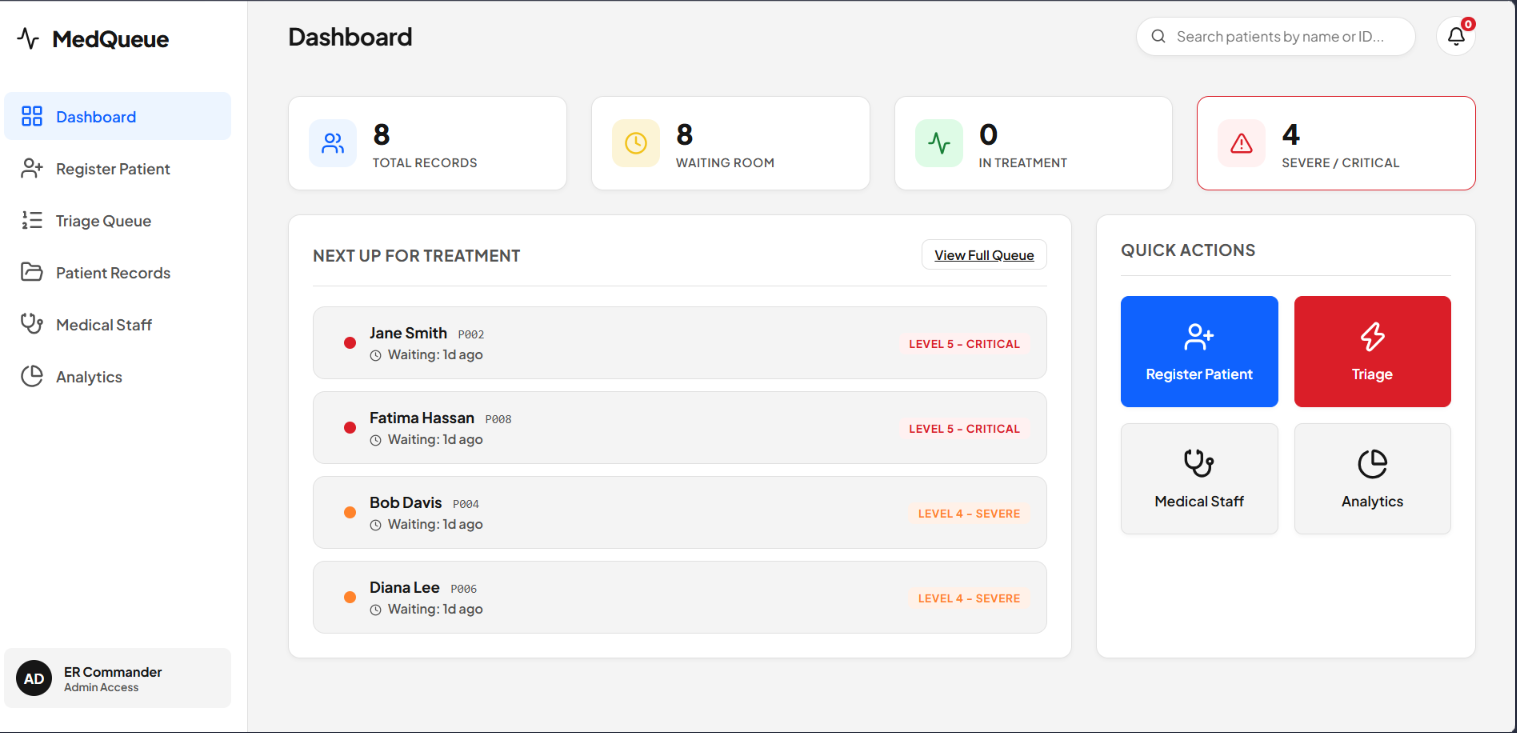 MedQueue
Dashboard
Register Patient
Triage Queue
Patient Records
Medical Staff
Analytics
AD
ER Commander
Admin Access
Dashboard
Search patients by name or ID...
0
8
TOTAL RECORDS
8
WAITING ROOM
0
IN TREATMENT
4
SEVERE / CRITICAL
NEXT UP FOR TREATMENT
View Full Queue
Jane Smith P002
Waiting: 1d ago
LEVEL 5 - CRITICAL
Fatima Hassan P008
Waiting: 1d ago
LEVEL 5 - CRITICAL
Bob Davis P004
Waiting: 1d ago
LEVEL 4 - SEVERE
Diana Lee P006
Waiting: 1d ago
LEVEL 4 - SEVERE
QUICK ACTIONS
Register Patient
Triage
Medical Staff
Analytics